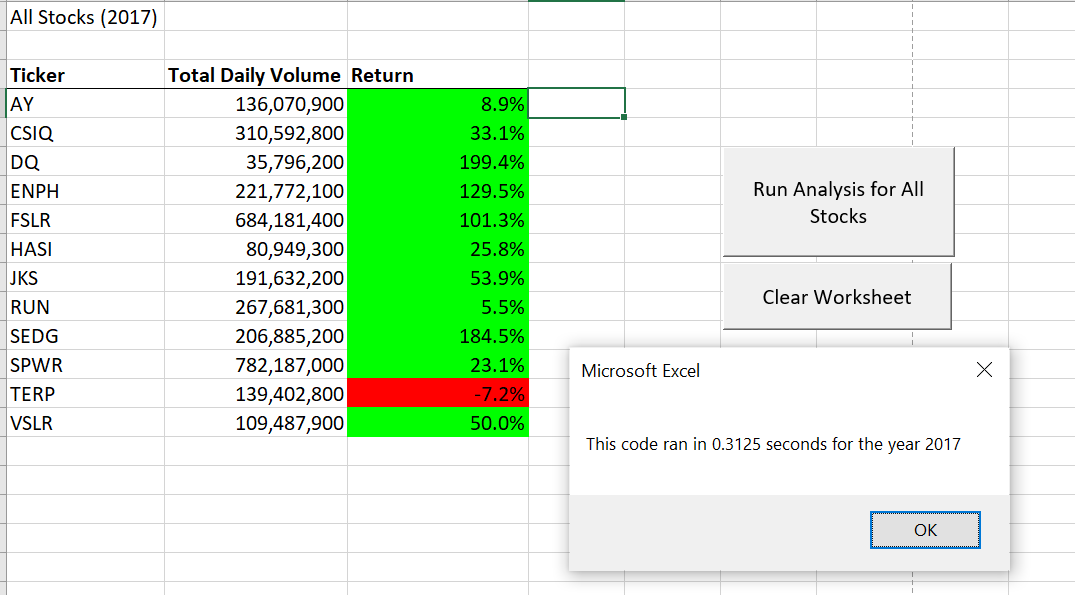 All Stocks (2017)
Ticker Total Daily Volume Return
AY 136,070,900 8.9%
CSIQ 310,592,800 33.1%
DQ 35,796,200 199.4%
ENPH 221,772,100 129.5%
FSLR 684,181,400 101.3%
HASI 80,949,300 25.8%
JKS 191,632,200 53.9%
RUN 267,681,300 5.5%
SEDG 206,885,200 184.5%
SPWR 782,187,000 23.1%
TERP 139,402,800 -7.2%
VSLR 109,487,900 50.0%
Run Analysis for All
Stocks
Clear Worksheet
Microsoft Excel
This code ran in 0.3125 seconds for the year 2017
OK